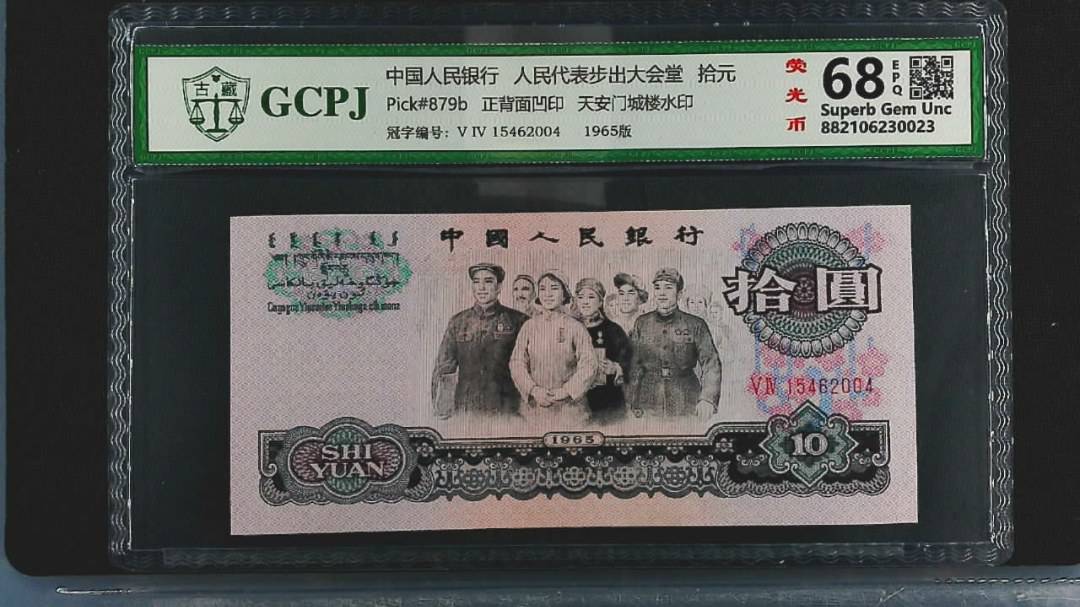 古藏
GCPJ
中国人民银行 人民代表步出大会堂 拾元
Pick#879b 正背面凹印 天安门城楼水印
冠字编号: V IV 15462004 1965版
荧光币
68
EPQ
Superb Gem Unc
882106230023
中國人民銀行
拾圓
V IV 15462004
1965
SHI
YUAN
10